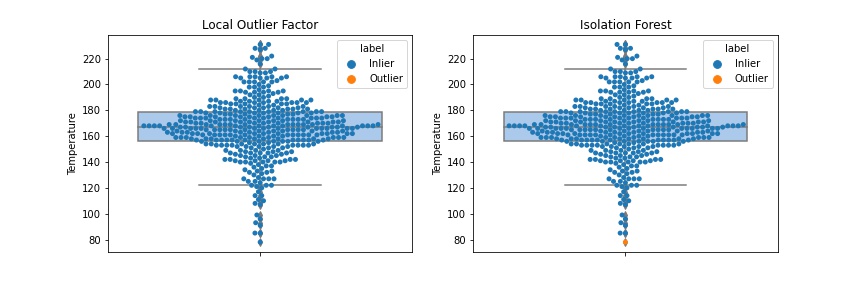 Local Outlier Factor
label
Inlier
Outlier
Temperature
220
200
180
160
140
120
100
80
Isolation Forest
label
Inlier
Outlier
Temperature
220
200
180
160
140
120
100
80